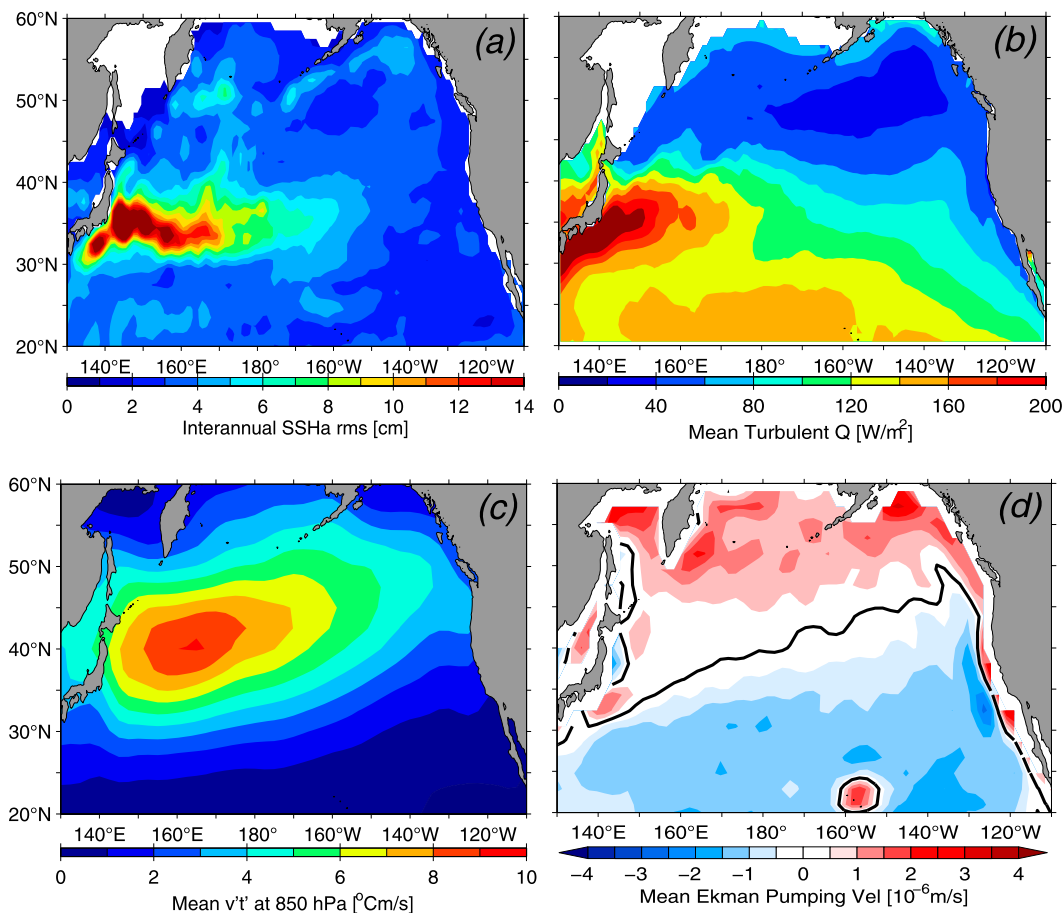 (a)
60°N
50°N
40°N
30°N
20°N
140°E 160°E 180° 160°W 140°W 120°W
0 2 4 6 8 10 12 14
Interannual SSHa rms [cm]
(b)
140°E 160°E 180° 160°W 140°W 120°W
0 40 80 120 160 200
Mean Turbulent Q [W/m2]
(c)
60°N
50°N
40°N
30°N
20°N
140°E 160°E 180° 160°W 140°W 120°W
0 2 4 6 8 10
Mean v't' at 850 hPa [°Cm/s]
(d)
140°E 160°E 180° 160°W 140°W 120°W
−4 −3 −2 −1 0 1 2 3 4
Mean Ekman Pumping Vel [10−6m/s]